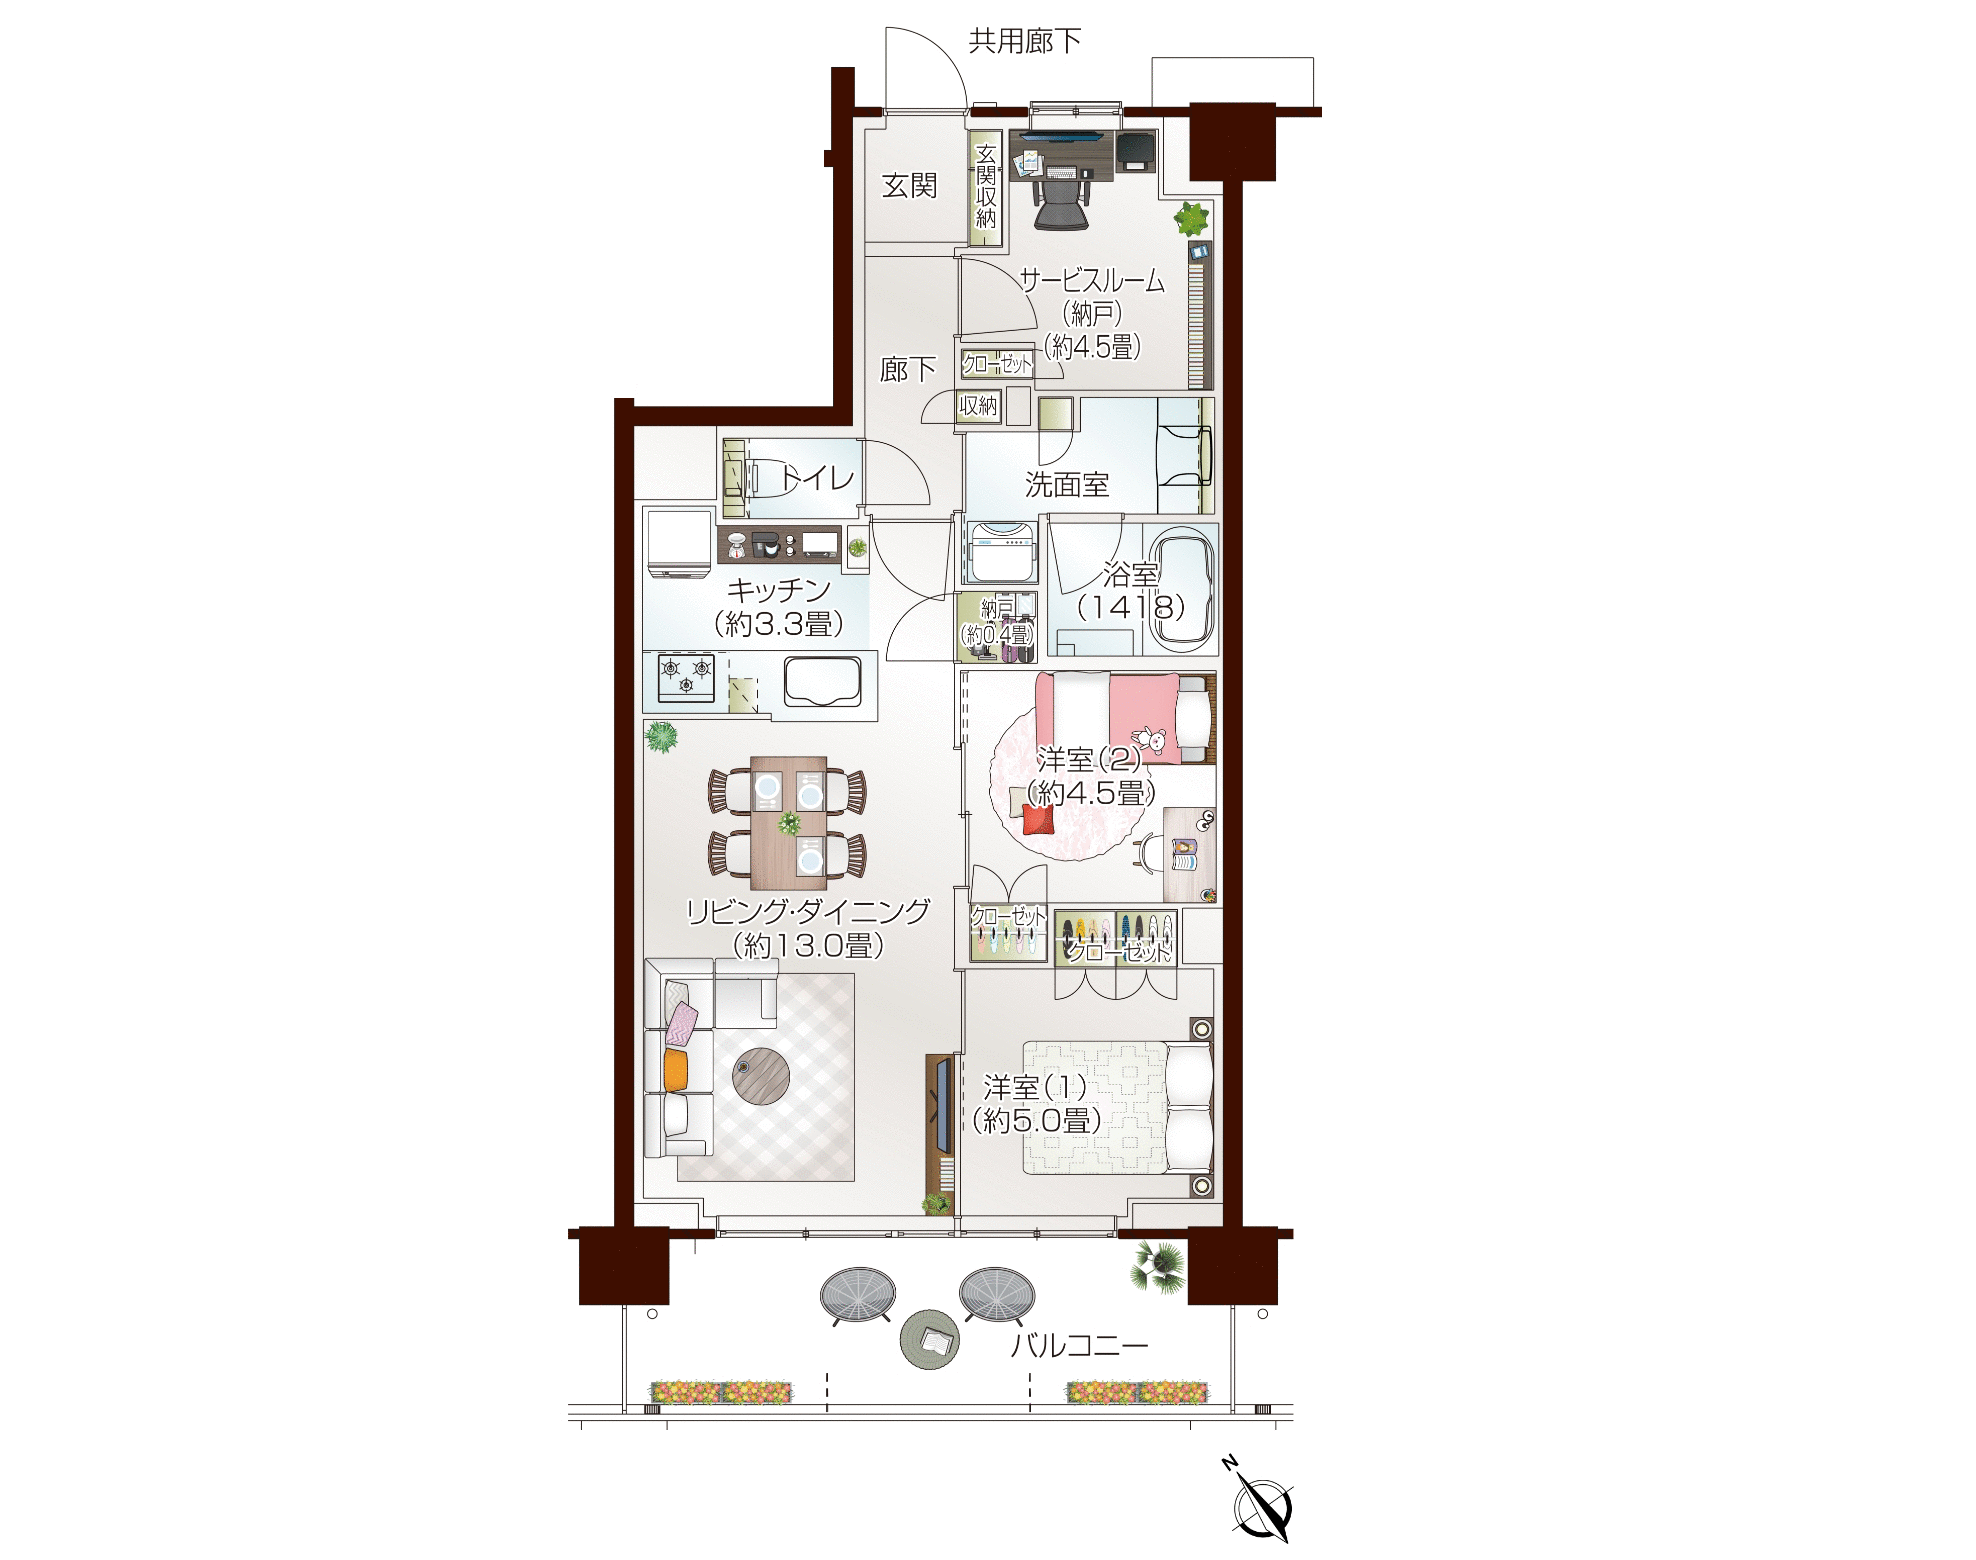 共用廊下
玄関
玄関収納
サービスルーム
（納戸）
（約4.5畳）
廊下
クローゼット
収納
トイレ
洗面室
キッチン
（約3.3畳）
浴室
（1418）
納戸
（約0.4畳）
洋室（2）
（約4.5畳）
リビング・ダイニング
（約13.0畳）
クローゼット
クローゼット
洋室（1）
（約5.0畳）
バルコニー
N